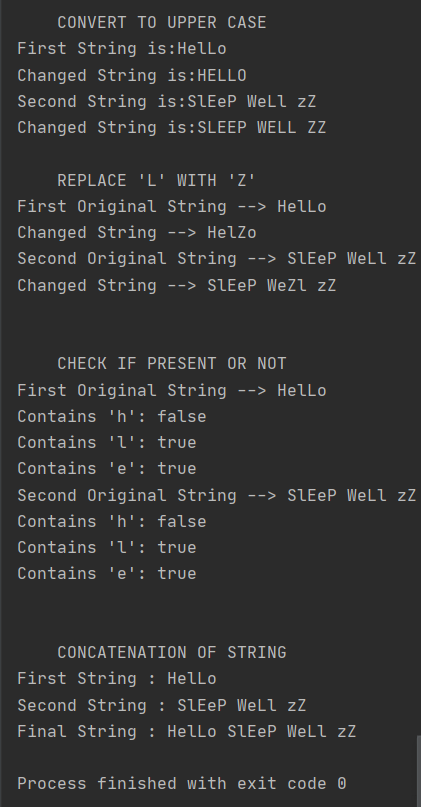 CONVERT TO UPPER CASE
First String is:HelLo
Changed String is:HELLO
Second String is:SlEeP WeLl zZ
Changed String is:SLEEP WELL ZZ
REPLACE 'L' WITH 'Z'
First Original String --> HelLo
Changed String --> HelZo
Second Original String --> SlEeP WeLl zZ
Changed String --> SlEeP WeZl zZ
CHECK IF PRESENT OR NOT
First Original String --> HelLo
Contains 'h': false
Contains 'l': true
Contains 'e': true
Second Original String --> SlEeP WeLl zZ
Contains 'h': false
Contains 'l': true
Contains 'e': true
CONCATENATION OF STRING
First String : HelLo
Second String : SlEeP WeLl zZ
Final String : HelLo SlEeP WeLl zZ
Process finished with exit code 0